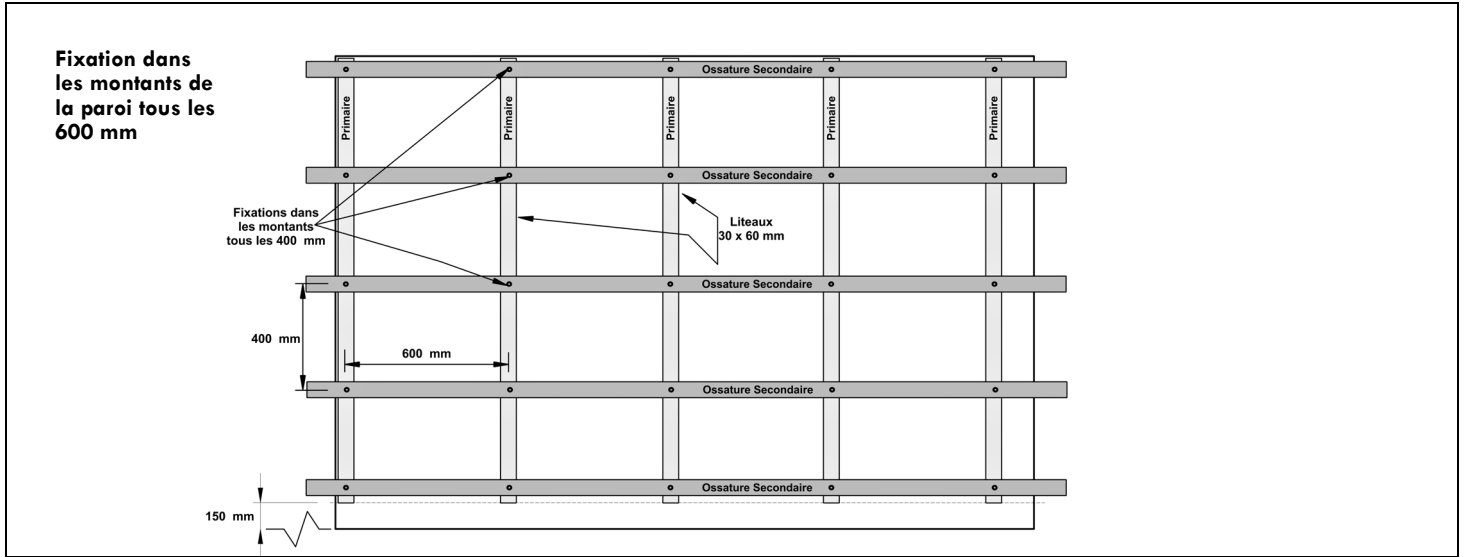 Fixation dans
les montants de
la paroi tous les
600 mm
Ossature Secondaire
Primaire
Primaire
Primaire
Primaire
Primaire
Ossature Secondaire
Fixations dans
les montants
tous les 400 mm
Liteaux
30 x 60 mm
Ossature Secondaire
400 mm
600 mm
Ossature Secondaire
Ossature Secondaire
150 mm